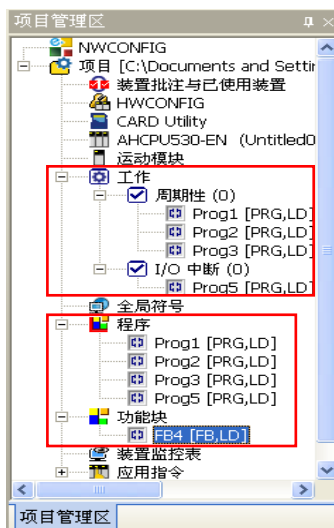 项目管理区
NWCONFIG
项目 [C:\Documents and Settir
装置批注与已使用装置
HWCONFIG
CARD Utility
AHCPU530-EN (Untitled0
运动模块
工作
周期性 (0)
Prog1 [PRG,LD]
Prog2 [PRG,LD]
Prog3 [PRG,LD]
I/O 中断 (0)
Prog5 [PRG,LD]
全局符号
程序
Prog1 [PRG,LD]
Prog2 [PRG,LD]
Prog3 [PRG,LD]
Prog5 [PRG,LD]
功能块
FB4 [FB,LD]
装置监控表
应用指令
项目管理区